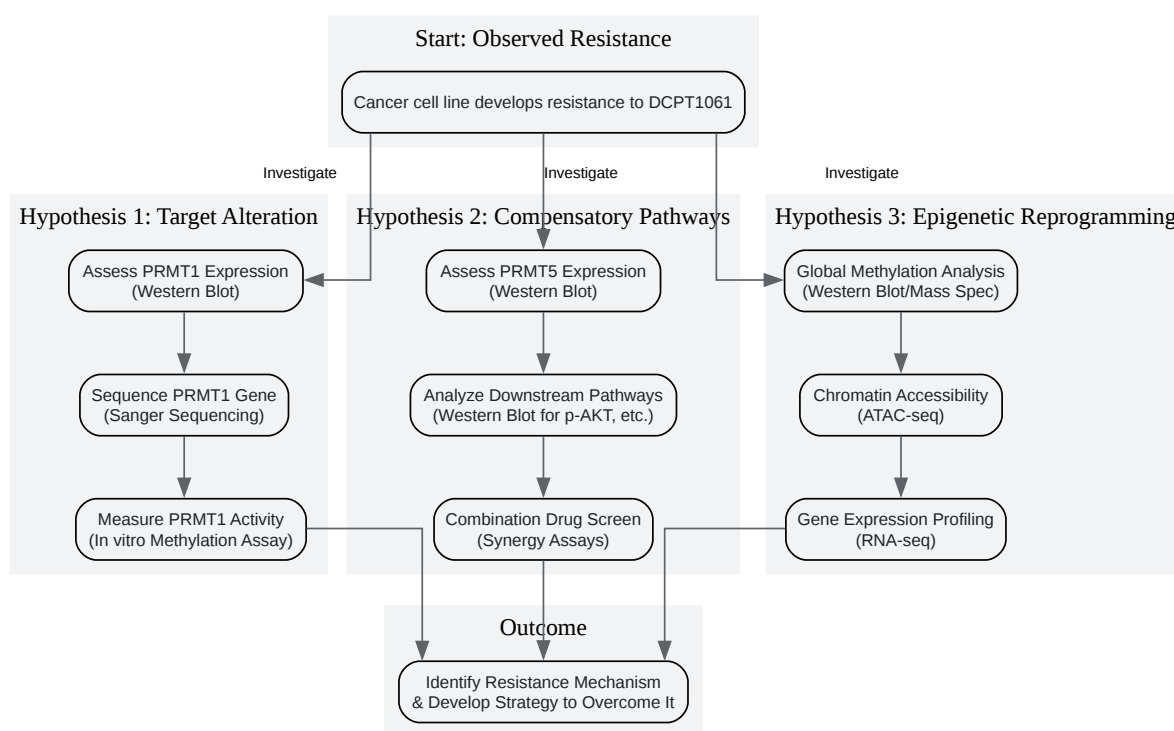 Start: Observed Resistance
Cancer cell line develops resistance to DCPT1061
Investigate
Investigate
Investigate
Hypothesis 1: Target Alteration
Assess PRMT1 Expression
(Western Blot)
Sequence PRMT1 Gene
(Sanger Sequencing)
Measure PRMT1 Activity
(In vitro Methylation Assay)
Hypothesis 2: Compensatory Pathways
Assess PRMT5 Expression
(Western Blot)
Analyze Downstream Pathways
(Western Blot for p-AKT, etc.)
Combination Drug Screen
(Synergy Assays)
Hypothesis 3: Epigenetic Reprogramming
Global Methylation Analysis
(Western Blot/Mass Spec)
Chromatin Accessibility
(ATAC-seq)
Gene Expression Profiling
(RNA-seq)
Outcome
Identify Resistance Mechanism
& Develop Strategy to Overcome It